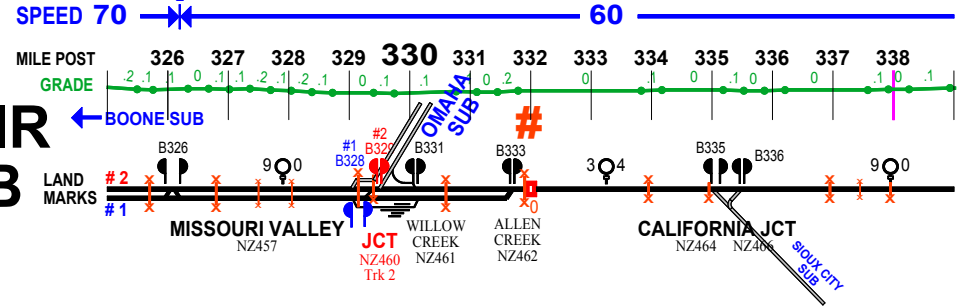 SPEED 70 60
MILE POST 326 327 328 329 330 331 332 333 334 335 336 337 338
GRADE .2 .1 0 .1 .1 .2 .2 .1 0 .1 .1 0 .2 0 .1 0 .1 .1 0 0 .1 0 .1
BOONE SUB
OMAHA SUB
#
B326
#1 B328
#2 B329
B331
B333
B335
B336
9 0
3 4
9 0
LAND MARKS
#2
#1
0
MISSOURI VALLEY
NZ457
JCT
NZ460
Trk 2
WILLOW
CREEK
NZ461
ALLEN
CREEK
NZ462
CALIFORNIA JCT
NZ464 NZ466
SIOUX CITY
SUB